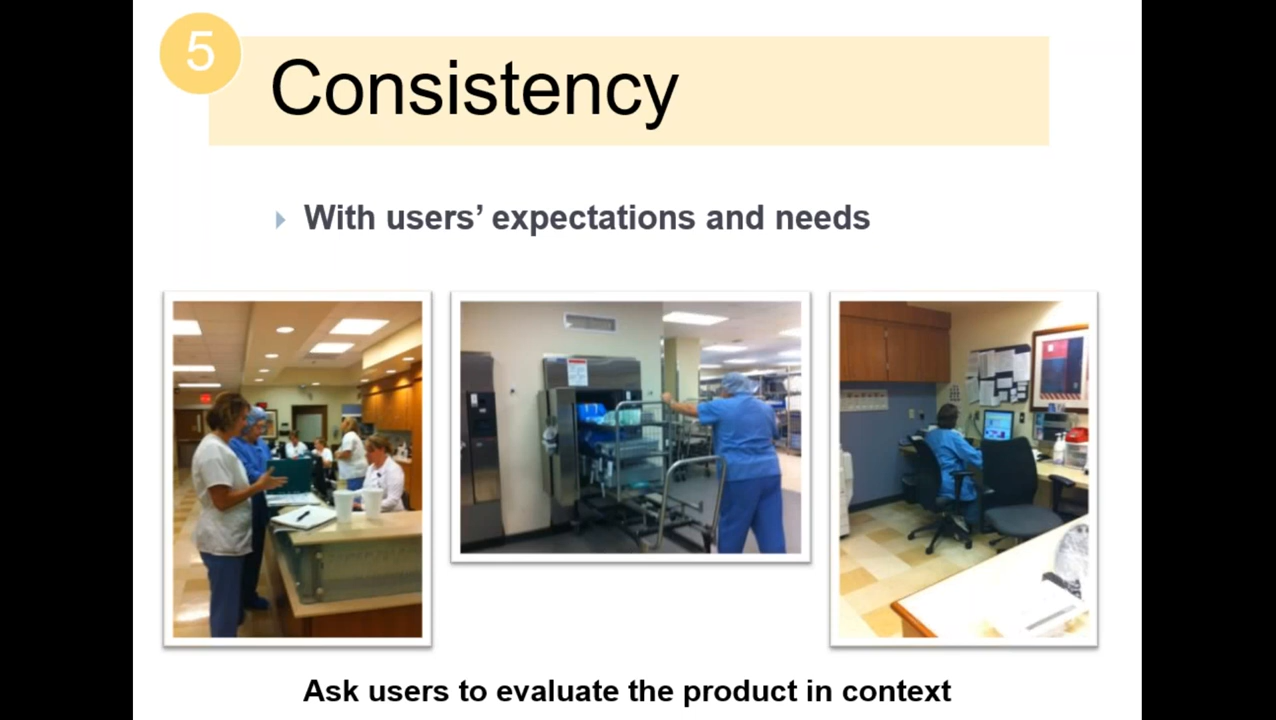 5
Consistency
With users’ expectations and needs
Ask users to evaluate the product in context